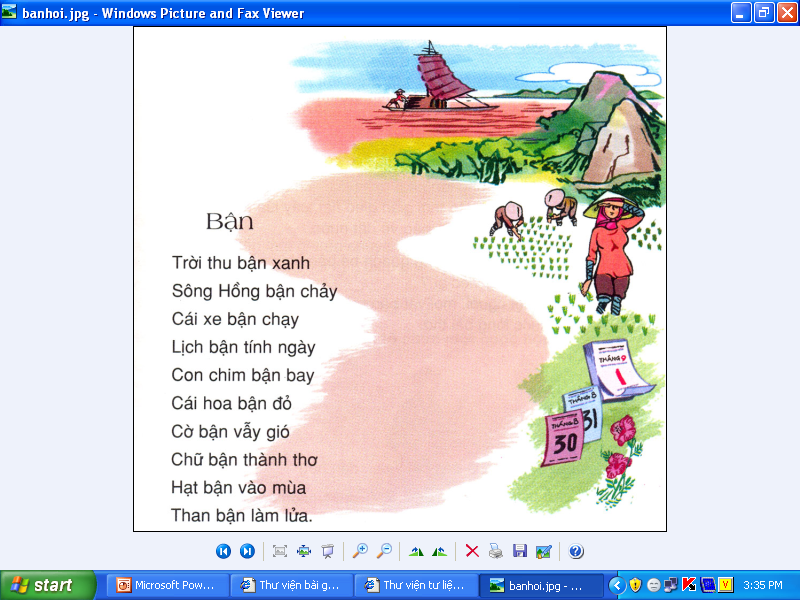 banhoi.jpg - Windows Picture and Fax Viewer
Bận
Trời thu bận xanh
Sông Hồng bận chảy
Cái xe bận chạy
Lịch bận tính ngày
Con chim bận bay
Cái hoa bận đỏ
Cờ bận vẫy gió
Chữ bận thành thơ
Hạt bận vào mùa
Than bận làm lửa.
THÁNG 9
1
THÁNG 8
31
THÁNG 8
30
start
Microsoft Pow...
Thư viện bài g...
Thư viện tư liệ...
banhoi.jpg - ...
3:35 PM